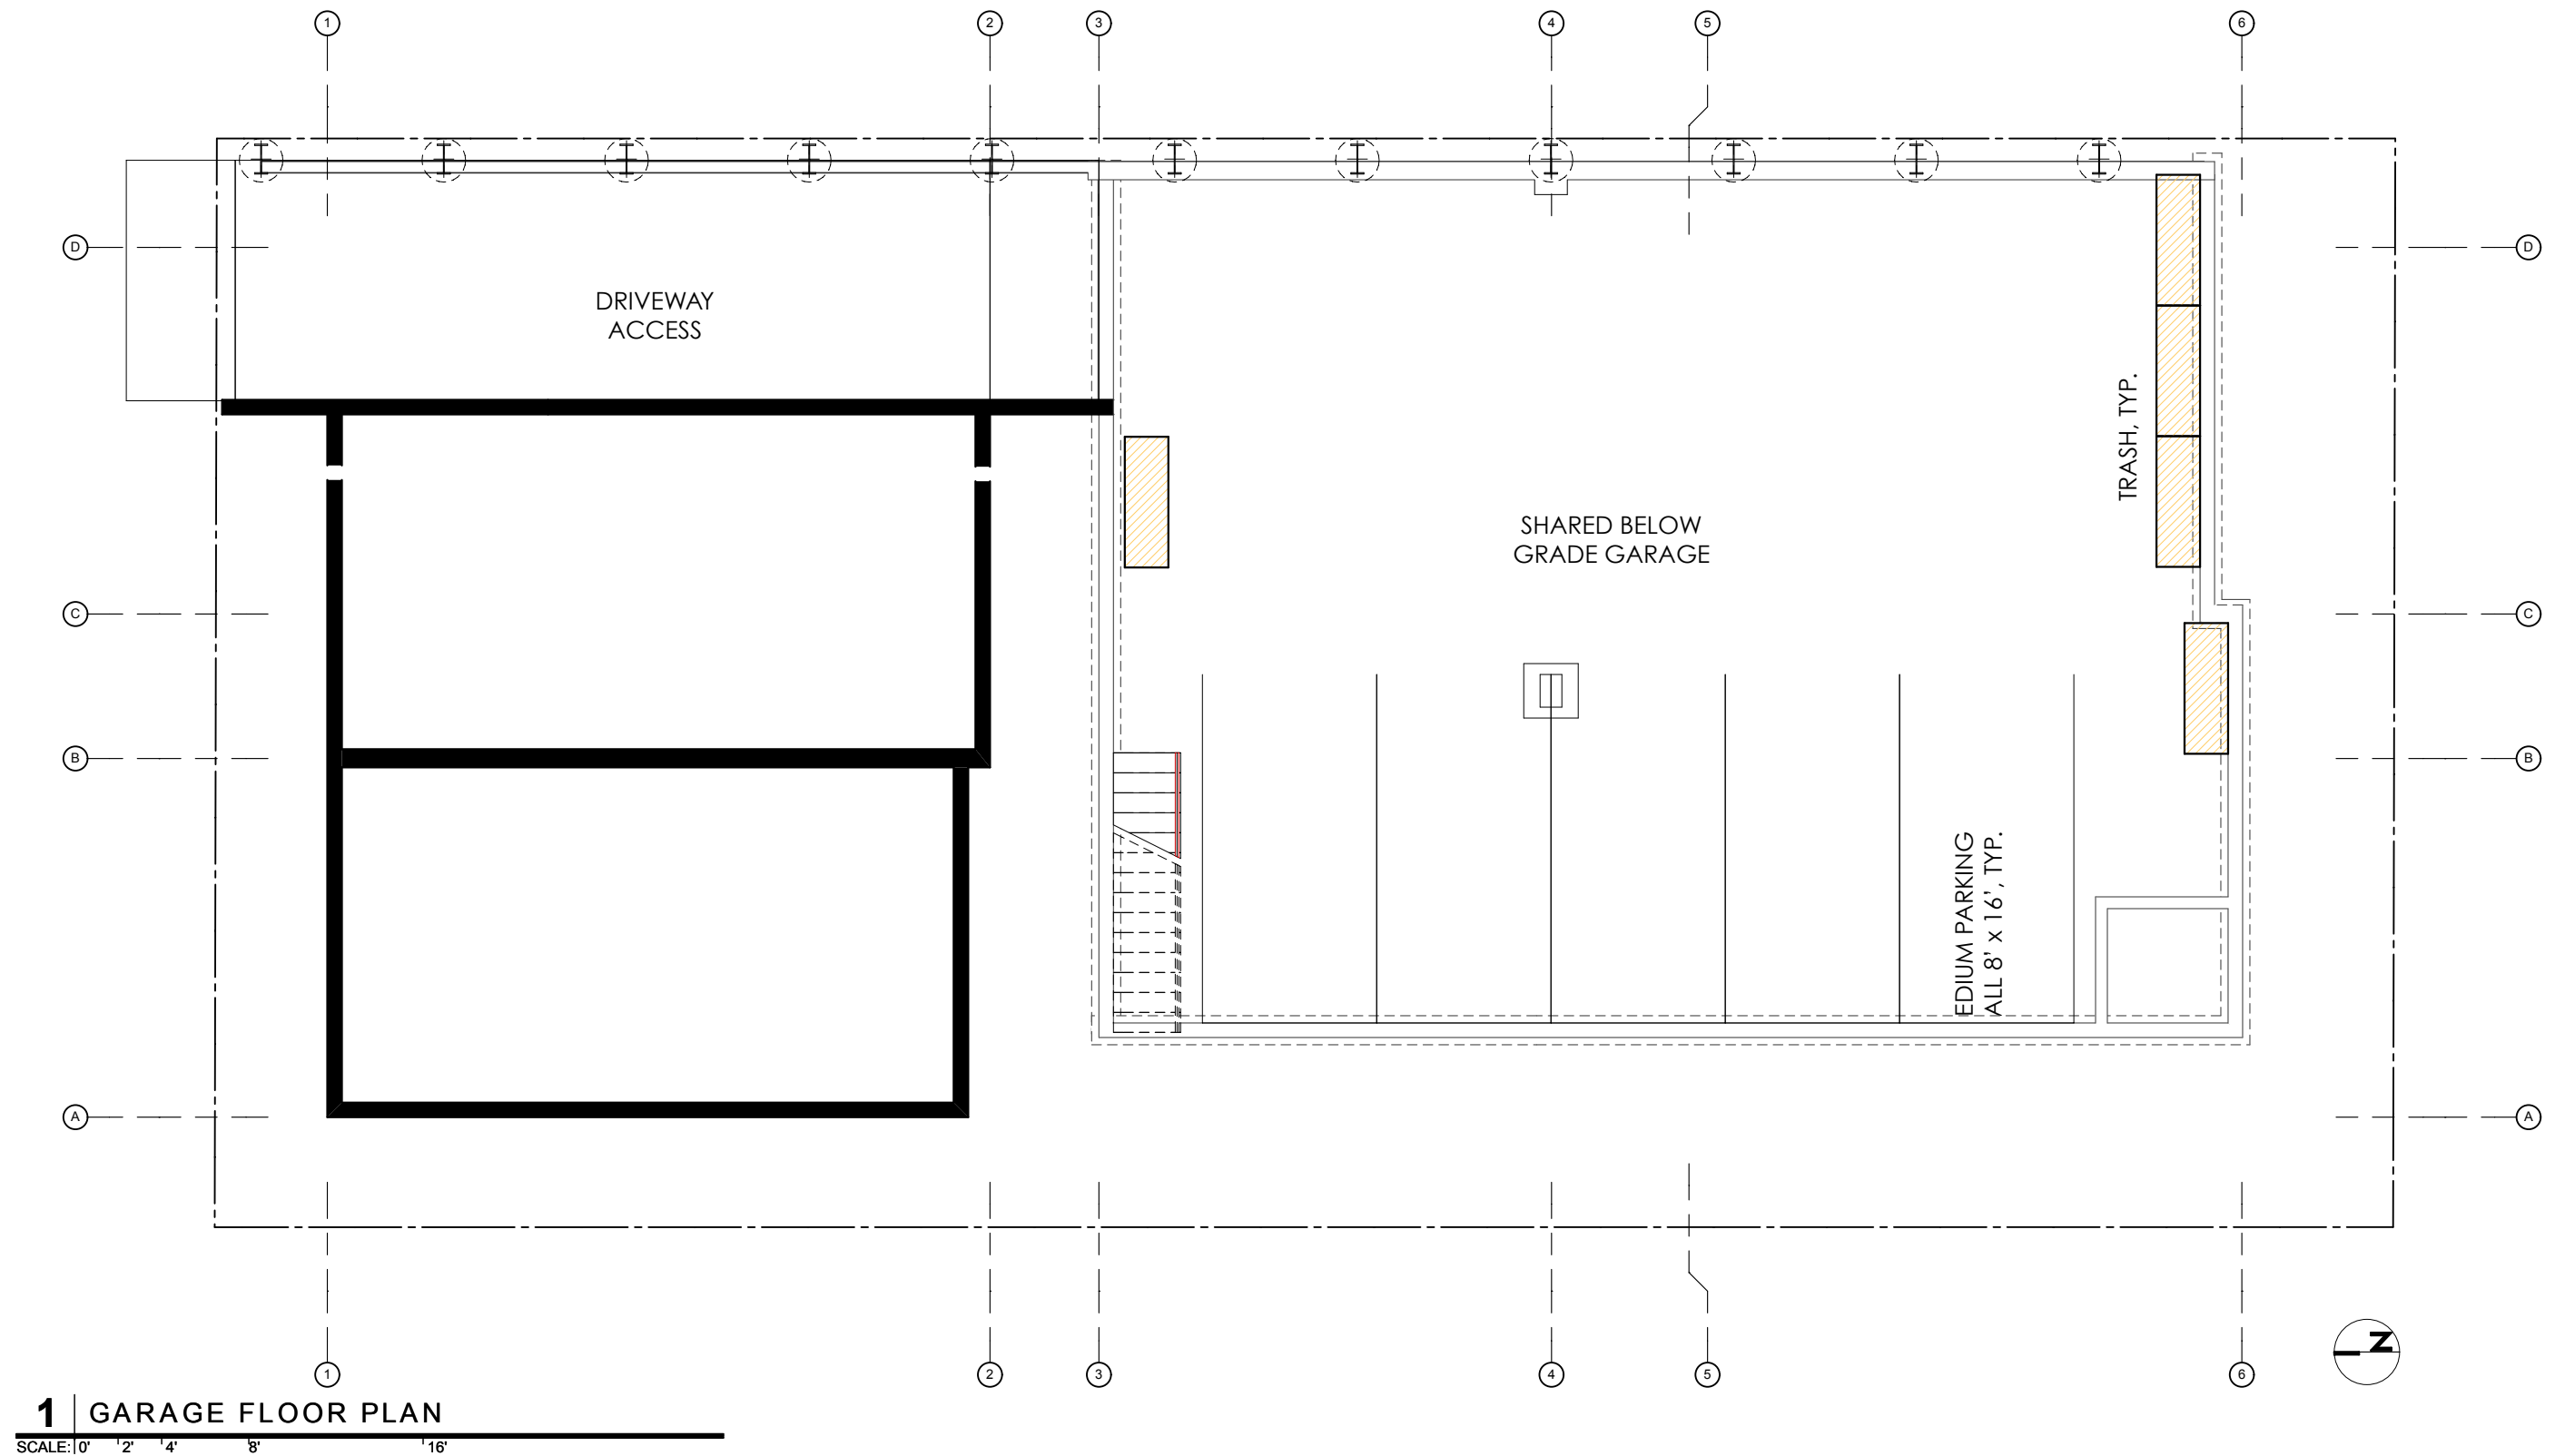 1 2 3 4 5 6
D D
DRIVEWAY
ACCESS
TRASH, TYP.
SHARED BELOW
GRADE GARAGE
C C
B B
EDIUM PARKING
ALL 8' x 16', TYP.
A A
N
1 2 3 4 5 6
1 GARAGE FLOOR PLAN
SCALE: 0' 2' 4' 8' 16'